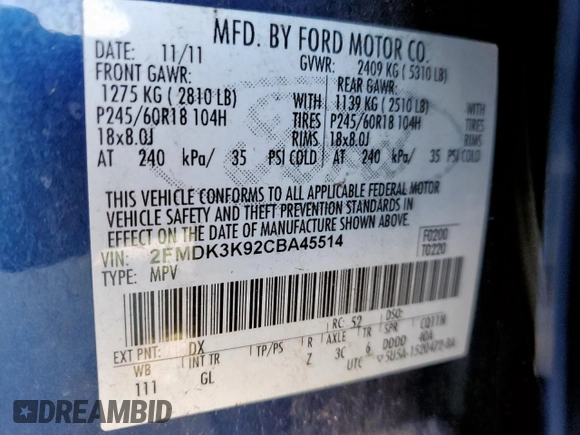 MFD. BY FORD MOTOR CO.
DATE: 11/11 GVWR: 2409 KG ( 5310 LB)
FRONT GAWR: REAR GAWR:
1275 KG ( 2810 LB) WITH 1139 KG ( 2510 LB) WITH
P245/60R18 104H TIRES P245/60R18 104H TIRES
18x8.0J RIMS 18x8.0J RIMS
AT 240 kPa/ 35 PSI COLD AT 240 kPa/ 35 PSI COLD
THIS VEHICLE CONFORMS TO ALL APPLICABLE FEDERAL MOTOR
VEHICLE SAFETY AND THEFT PREVENTION STANDARDS IN
EFFECT ON THE DATE OF MANUFACTURE SHOWN ABOVE.
VIN: 2FMDK3K92CBA45514 F0200
TYPE: MPV T0220
EXT PNT: DX RC: 52 DSO:
WB INT TR TP/PS R AXLE TR SPR
111 GL Z 3C 6 DDDD
UTC
DREAMBID